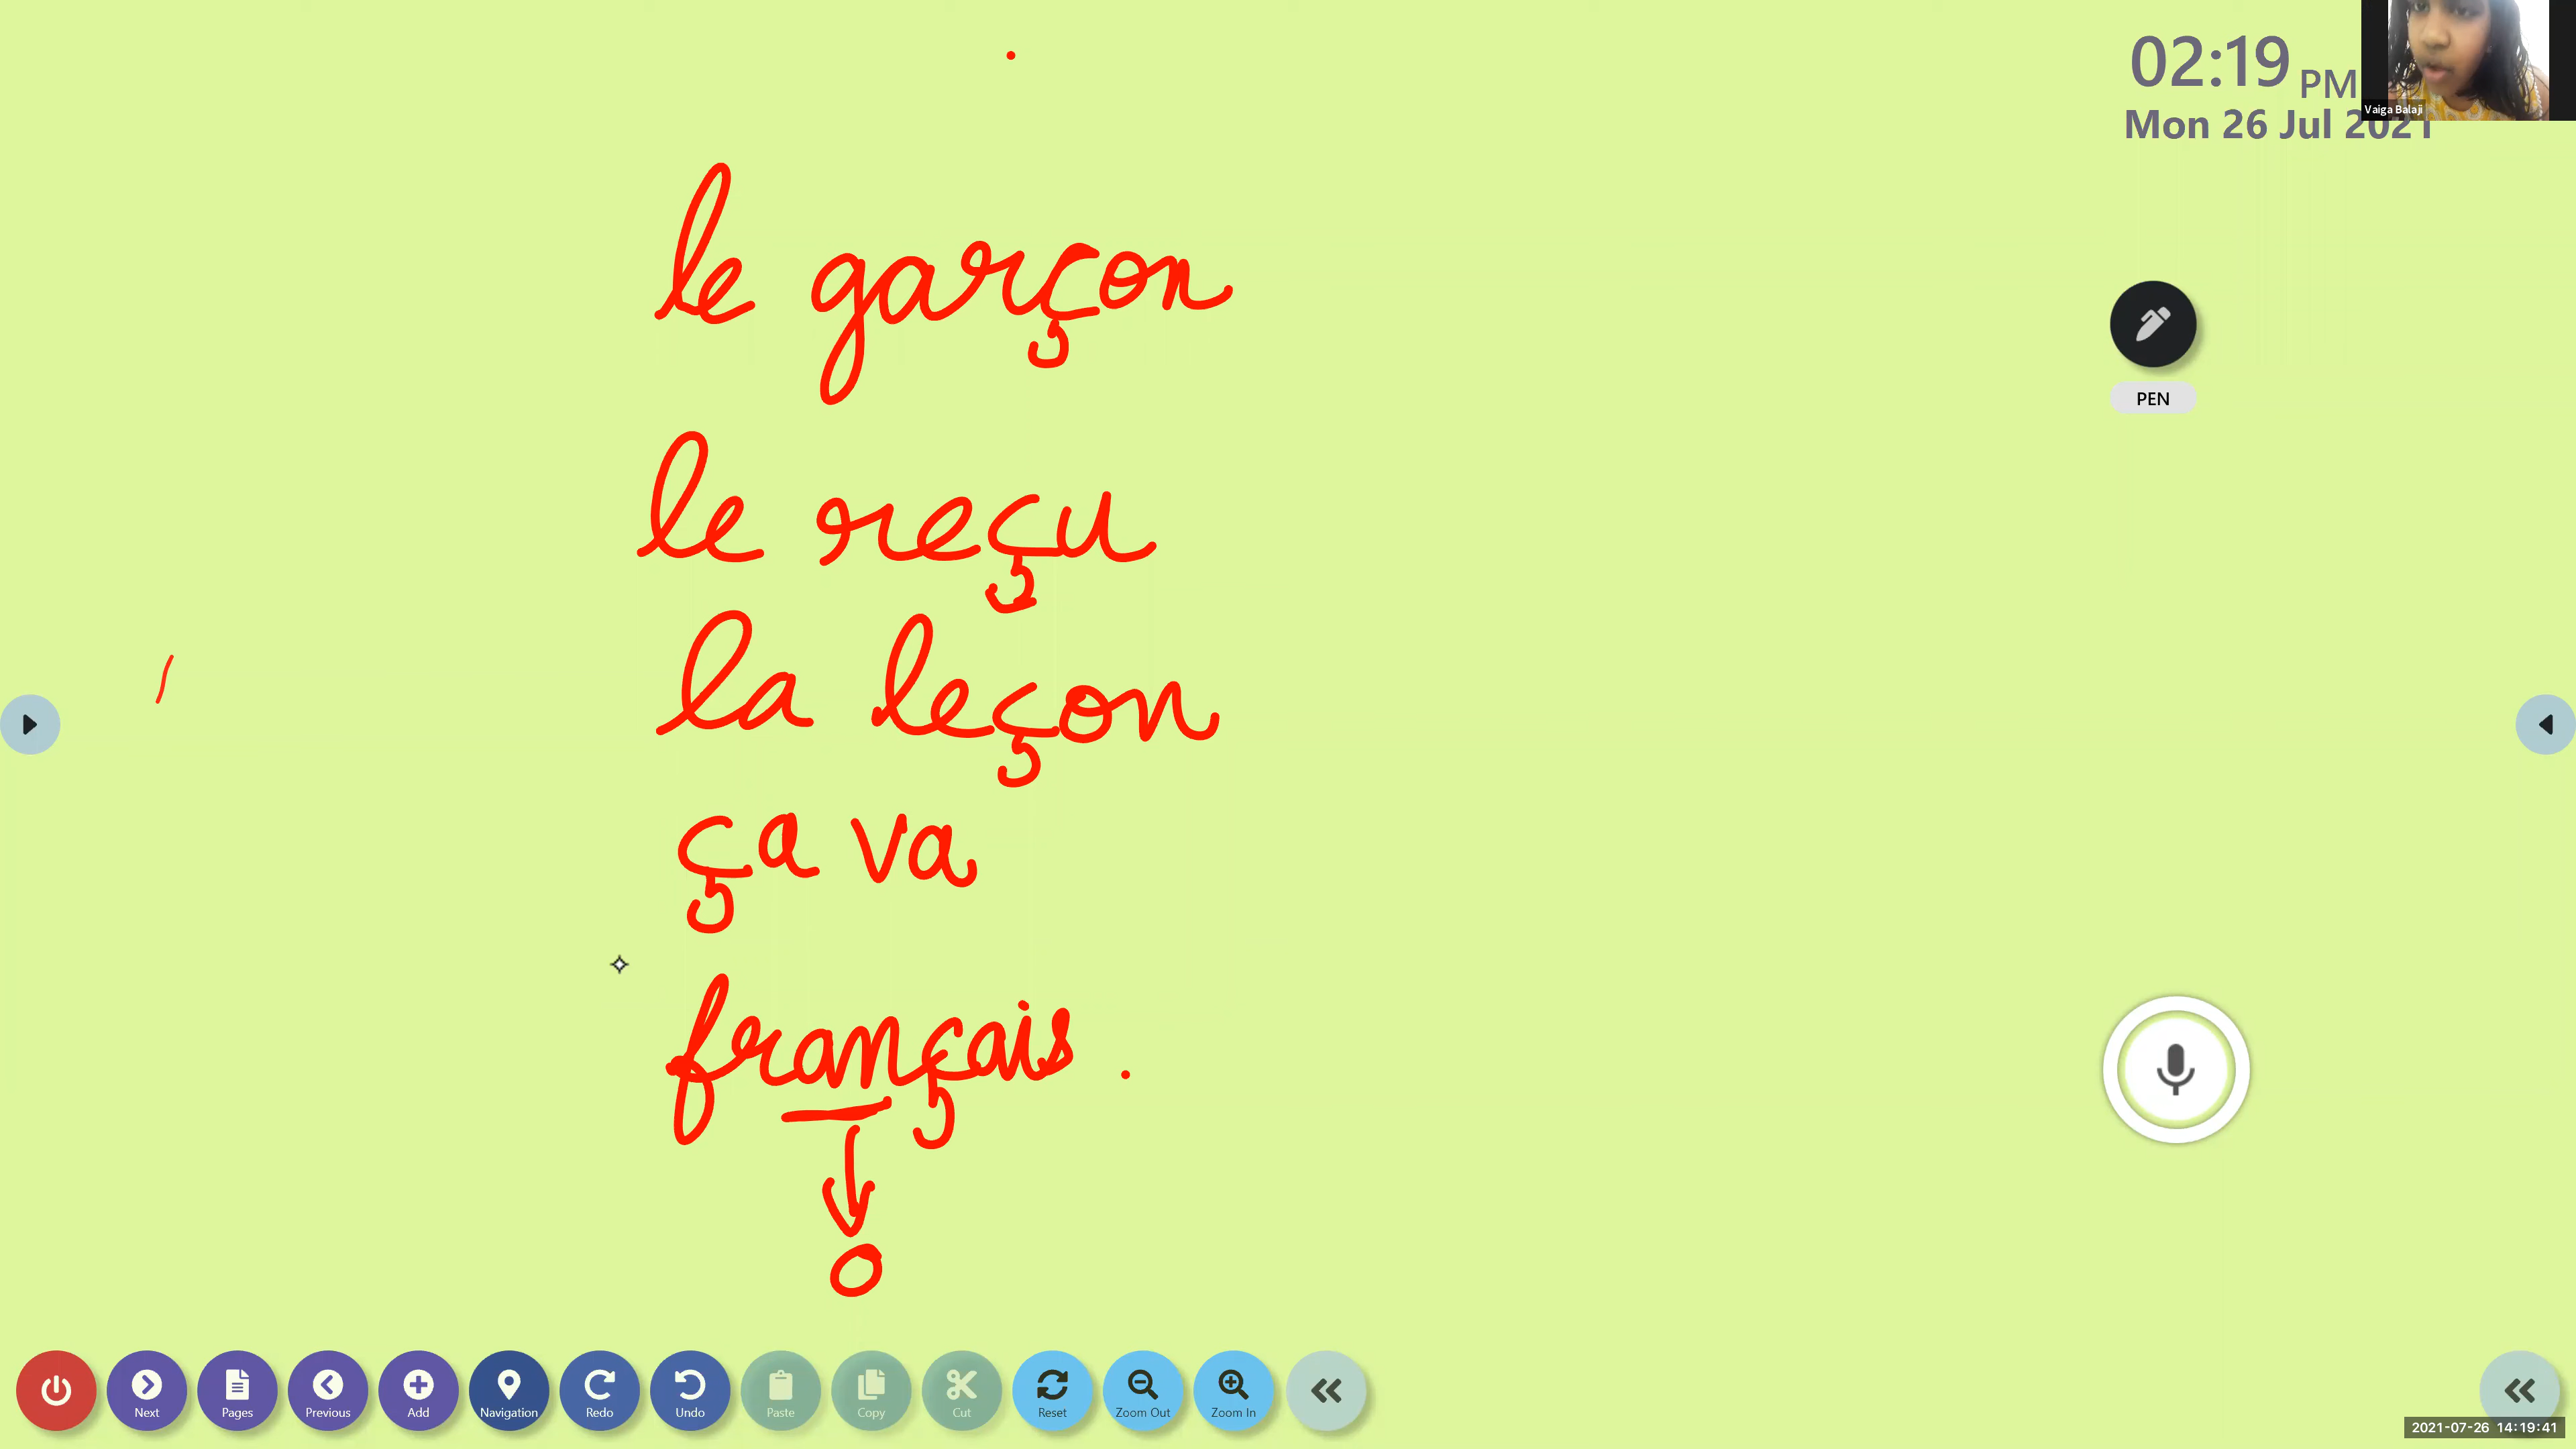 02:19 PM
Mon 26 Jul 2021
Vaiga Balaji
le garçon
PEN
le reçu
la leçon
ça va
français.
o
Next
Pages
Previous
Add
Navigation
Redo
Undo
Paste
Copy
Cut
Reset
Zoom Out
Zoom In
2021-07-26 14:19:41